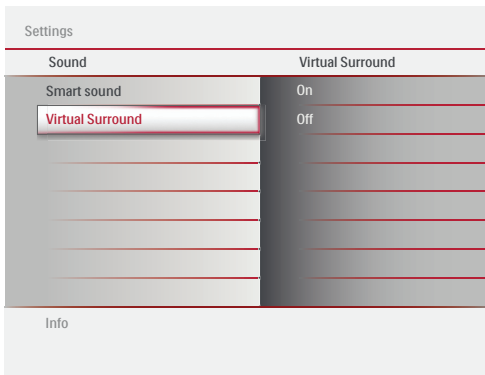 Settings
Sound Virtual Surround
Smart sound On
Virtual Surround Off
Info